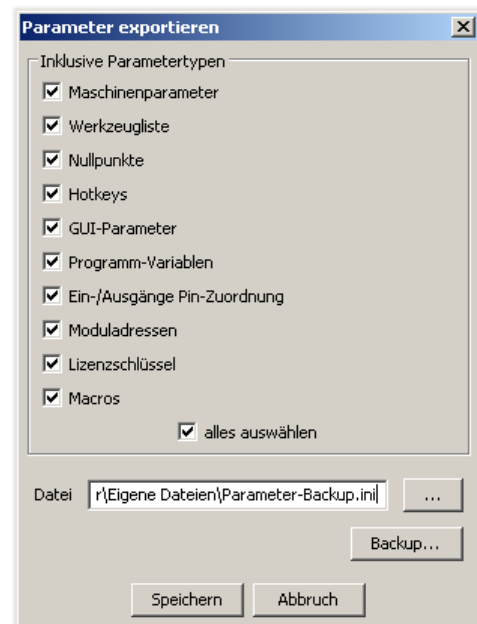 Parameter exportieren
Inklusive Parametertypen
Maschinenparameter
Werkzeugliste
Nullpunkte
Hotkeys
GUI-Parameter
Programm-Variablen
Ein-/Ausgänge Pin-Zuordnung
Moduladressen
Lizenzschlüssel
Macros
alles auswählen
Datei r\Eigene Dateien\Parameter-Backup.ini ...
Backup...
Speichern Abbruch